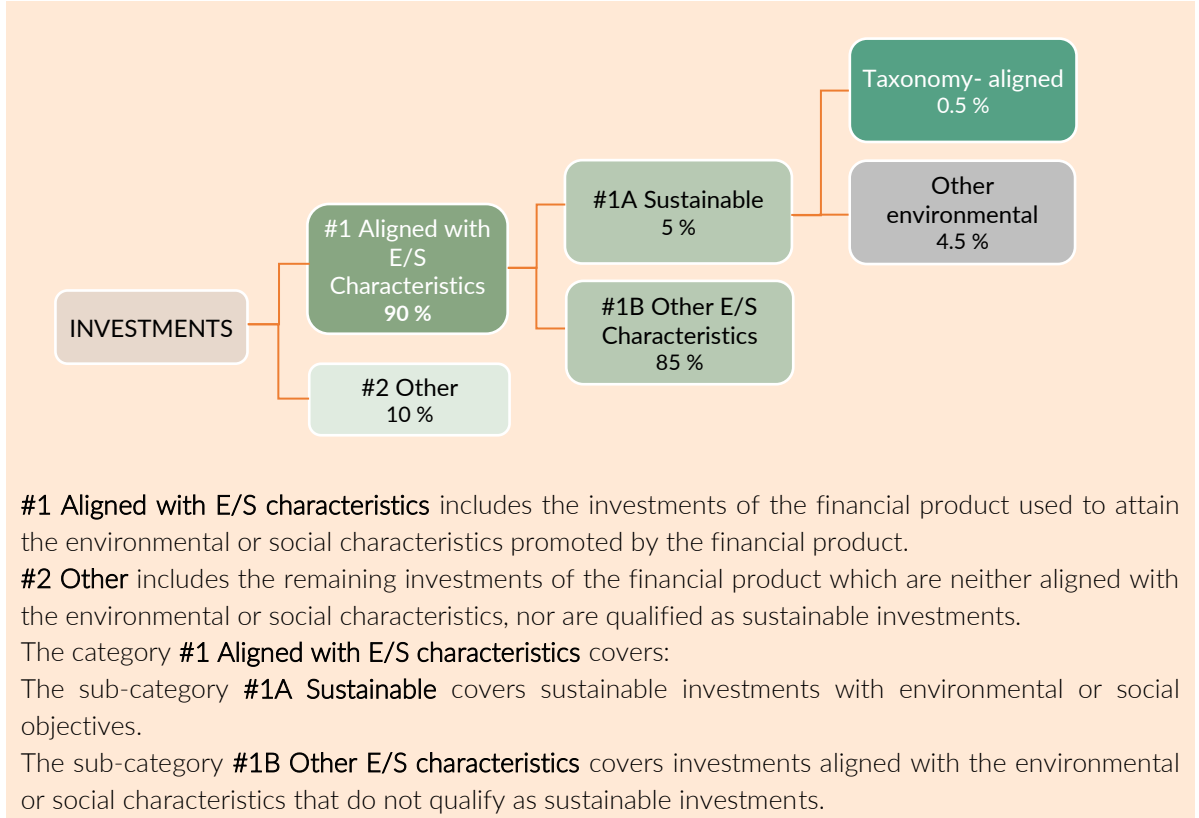 Taxonomy- aligned
0.5 %
Other
environmental
4.5 %
#1A Sustainable
5 %
#1 Aligned with
E/S
Characteristics
90 %
#1B Other E/S
Characteristics
85 %
INVESTMENTS
#2 Other
10 %
#1 Aligned with E/S characteristics includes the investments of the financial product used to attain
the environmental or social characteristics promoted by the financial product.
#2 Other includes the remaining investments of the financial product which are neither aligned with
the environmental or social characteristics, nor are qualified as sustainable investments.
The category #1 Aligned with E/S characteristics covers:
The sub-category #1A Sustainable covers sustainable investments with environmental or social
objectives.
The sub-category #1B Other E/S characteristics covers investments aligned with the environmental
or social characteristics that do not qualify as sustainable investments.